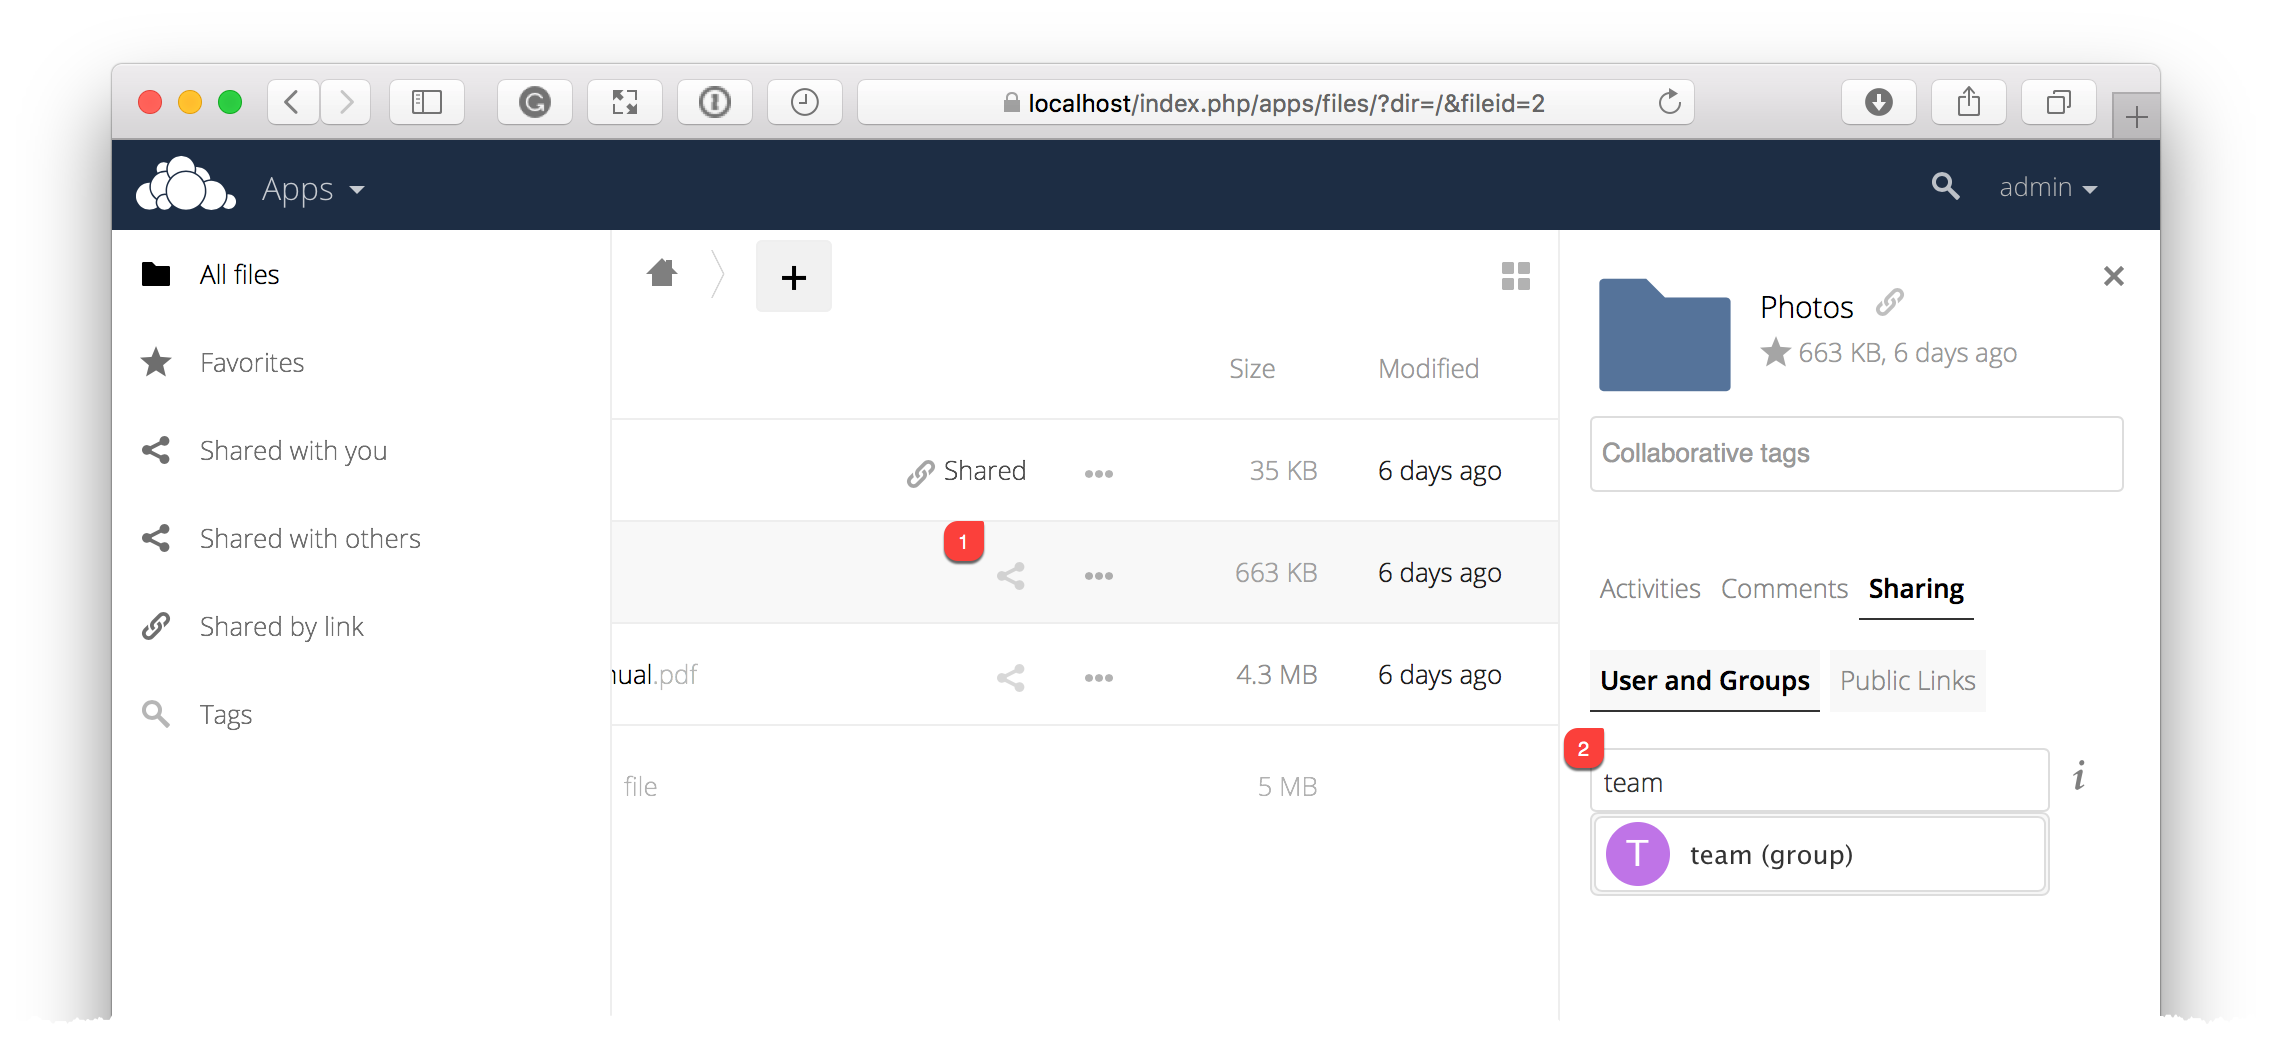 localhost/index.php/apps/files/?dir=/&fileid=2
Apps
admin
All files
Favorites
Shared with you
Shared with others
Shared by link
Tags
Size Modified
Shared 35 KB 6 days ago
1
663 KB 6 days ago
nual.pdf 4.3 MB 6 days ago
file 5 MB
Photos
663 KB, 6 days ago
Collaborative tags
Activities Comments Sharing
User and Groups Public Links
2
team
i
T team (group)